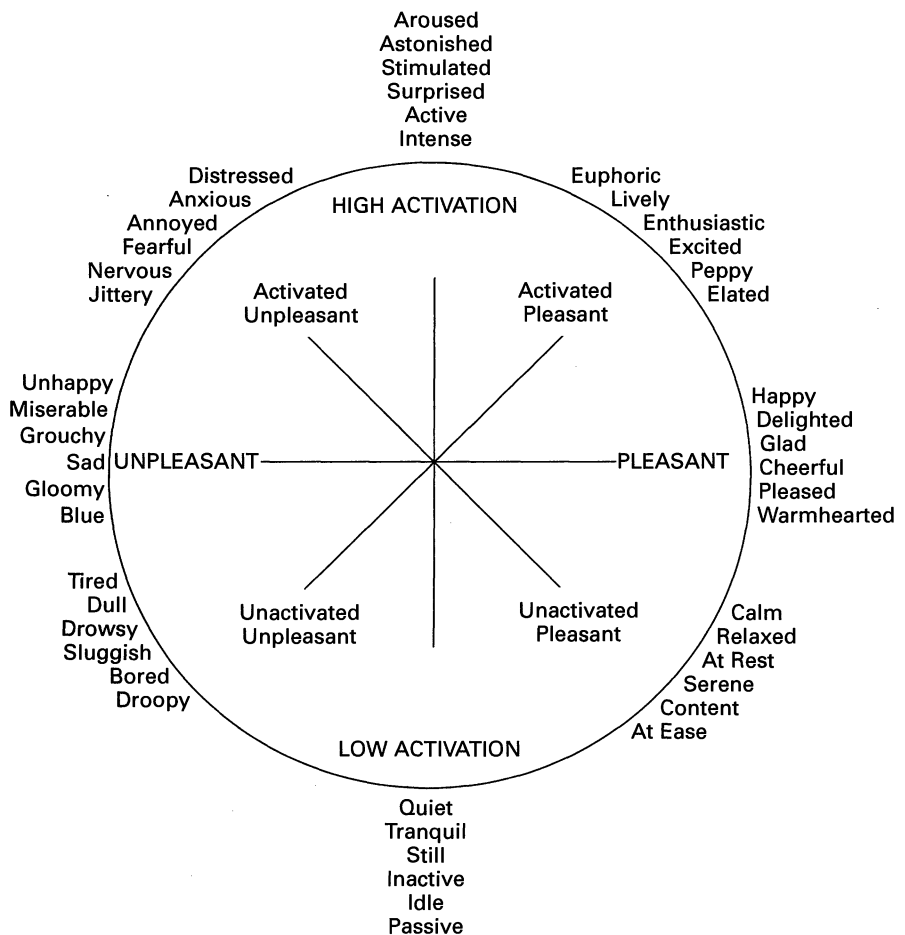 Aroused
Astonished
Stimulated
Surprised
Active
Intense
Distressed
Anxious
Annoyed
Fearful
Nervous
Jittery
HIGH ACTIVATION
Euphoric
Lively
Enthusiastic
Excited
Peppy
Elated
Activated
Unpleasant
Activated
Pleasant
Unhappy
Miserable
Grouchy
Sad
Gloomy
Blue
UNPLEASANT
PLEASANT
Happy
Delighted
Glad
Cheerful
Pleased
Warmhearted
Tired
Dull
Drowsy
Sluggish
Bored
Droopy
Unactivated
Unpleasant
Unactivated
Pleasant
Calm
Relaxed
At Rest
Serene
Content
At Ease
LOW ACTIVATION
Quiet
Tranquil
Still
Inactive
Idle
Passive